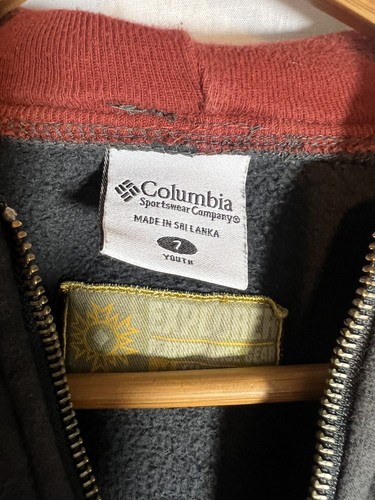 Columbia
Sportswear Company®
MADE IN SRI LANKA
7
YOUTH